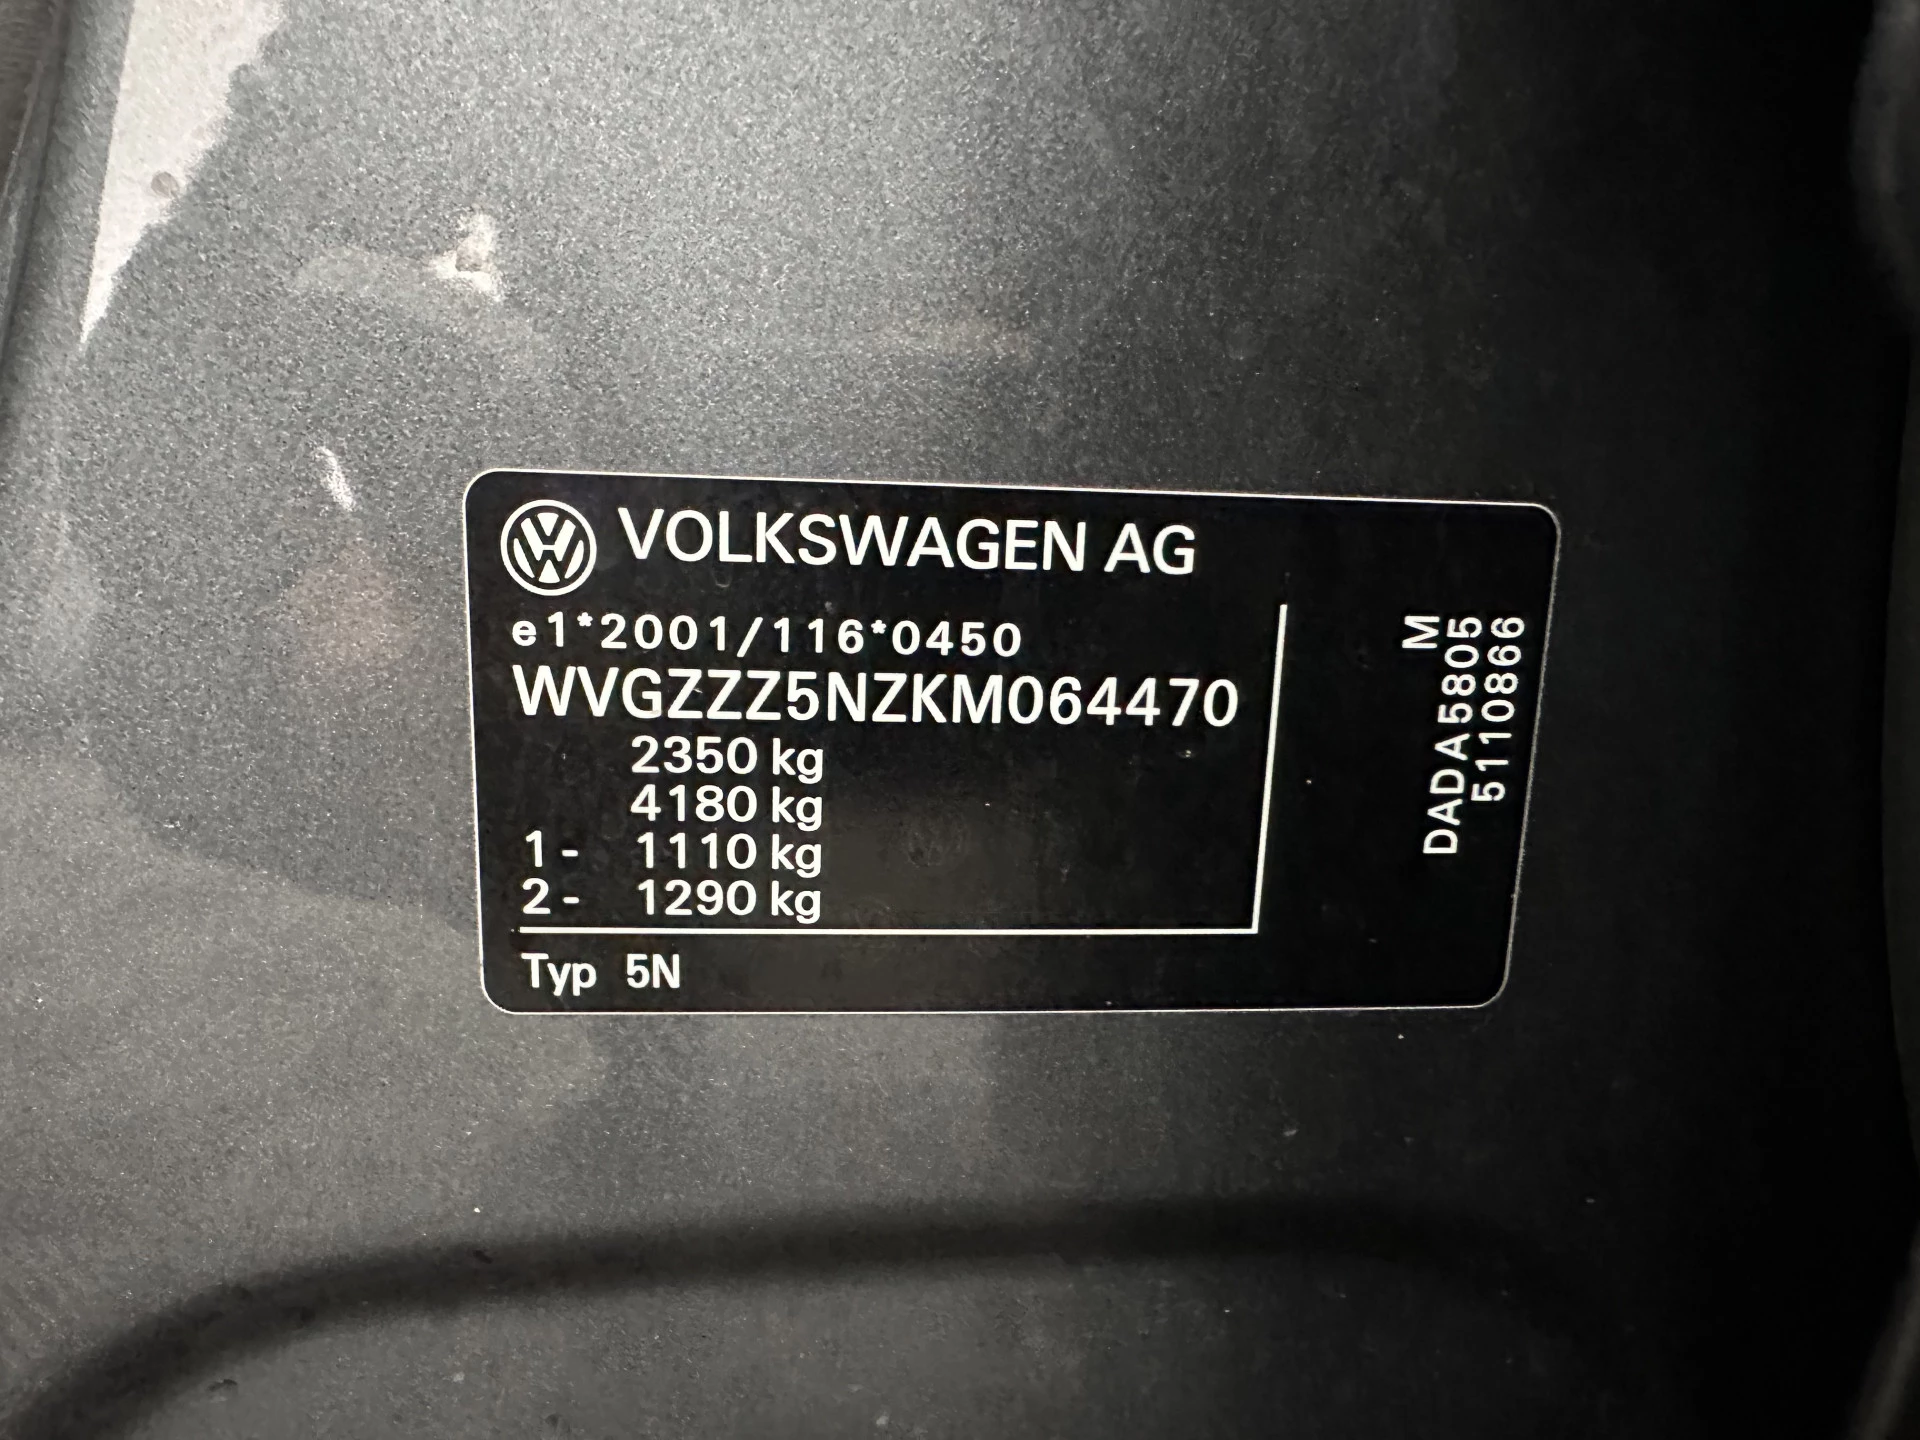 VOLKSWAGEN AG
e1*2001/116*0450
WVGZZZ5NZKM064470
2350 kg
4180 kg
1- 1110 kg
2- 1290 kg
Typ 5N
M
DADA5805
5110866